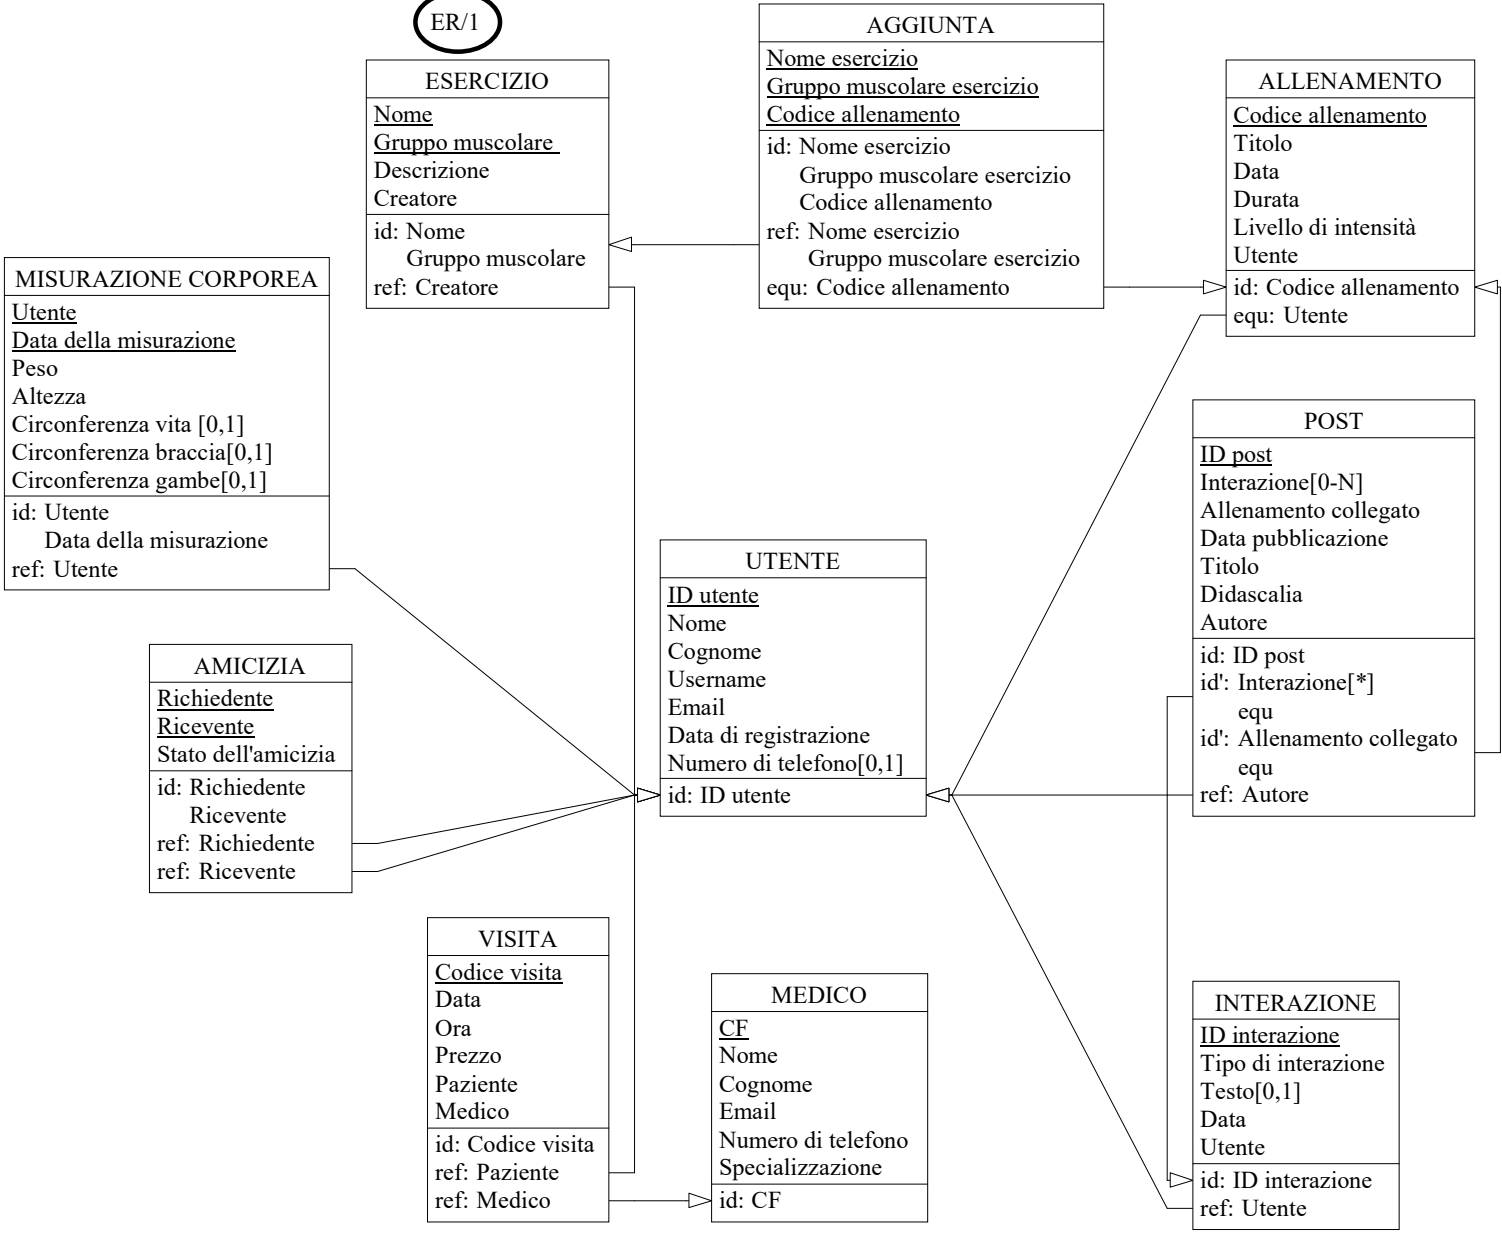 ER/1
ESERCIZIO
Nome
Gruppo muscolare
Descrizione
Creatore
id: Nome
Gruppo muscolare
ref: Creatore
AGGIUNTA
Nome esercizio
Gruppo muscolare esercizio
Codice allenamento
id: Nome esercizio
Gruppo muscolare esercizio
Codice allenamento
ref: Nome esercizio
Gruppo muscolare esercizio
equ: Codice allenamento
ALLENAMENTO
Codice allenamento
Titolo
Data
Durata
Livello di intensità
Utente
id: Codice allenamento
equ: Utente
MISURAZIONE CORPOREA
Utente
Data della misurazione
Peso
Altezza
Circonferenza vita [0,1]
Circonferenza braccia[0,1]
Circonferenza gambe[0,1]
id: Utente
Data della misurazione
ref: Utente
POST
ID post
Interazione[0-N]
Allenamento collegato
Data pubblicazione
Titolo
Didascalia
Autore
id: ID post
id': Interazione[*]
equ
id': Allenamento collegato
equ
ref: Autore
UTENTE
ID utente
Nome
Cognome
Username
Email
Data di registrazione
Numero di telefono[0,1]
id: ID utente
AMICIZIA
Richiedente
Ricevente
Stato dell'amicizia
id: Richiedente
Ricevente
ref: Richiedente
ref: Ricevente
VISITA
Codice visita
Data
Ora
Prezzo
Paziente
Medico
id: Codice visita
ref: Paziente
ref: Medico
MEDICO
CF
Nome
Cognome
Email
Numero di telefono
Specializzazione
id: CF
INTERAZIONE
ID interazione
Tipo di interazione
Testo[0,1]
Data
Utente
id: ID interazione
ref: Utente